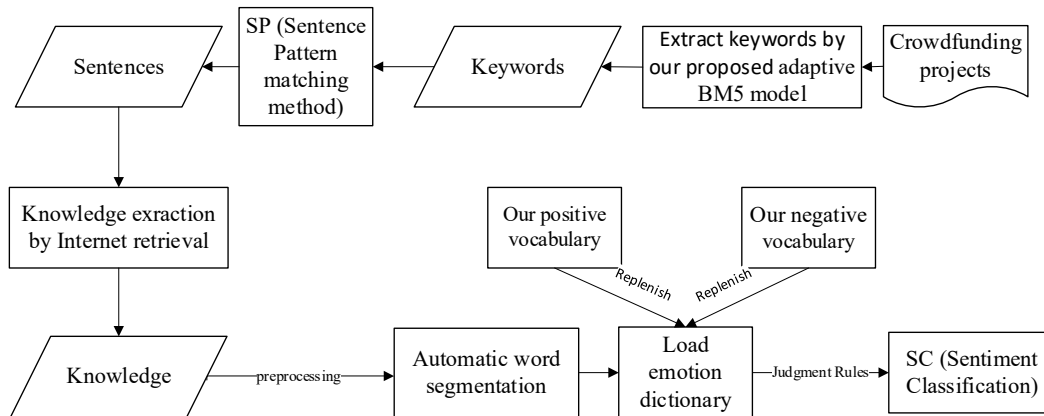 Sentences
SP (Sentence
Pattern
matching
method)
Keywords
Extract keywords by
our proposed adaptive
BM5 model
Crowdfunding
projects
Knowledge exraction
by Internet retrieval
Our positive
vocabulary
Our negative
vocabulary
Replenish
Replenish
Knowledge
preprocessing
Automatic word
segmentation
Load
emotion
dictionary
Judgment Rules
SC (Sentiment
Classification)